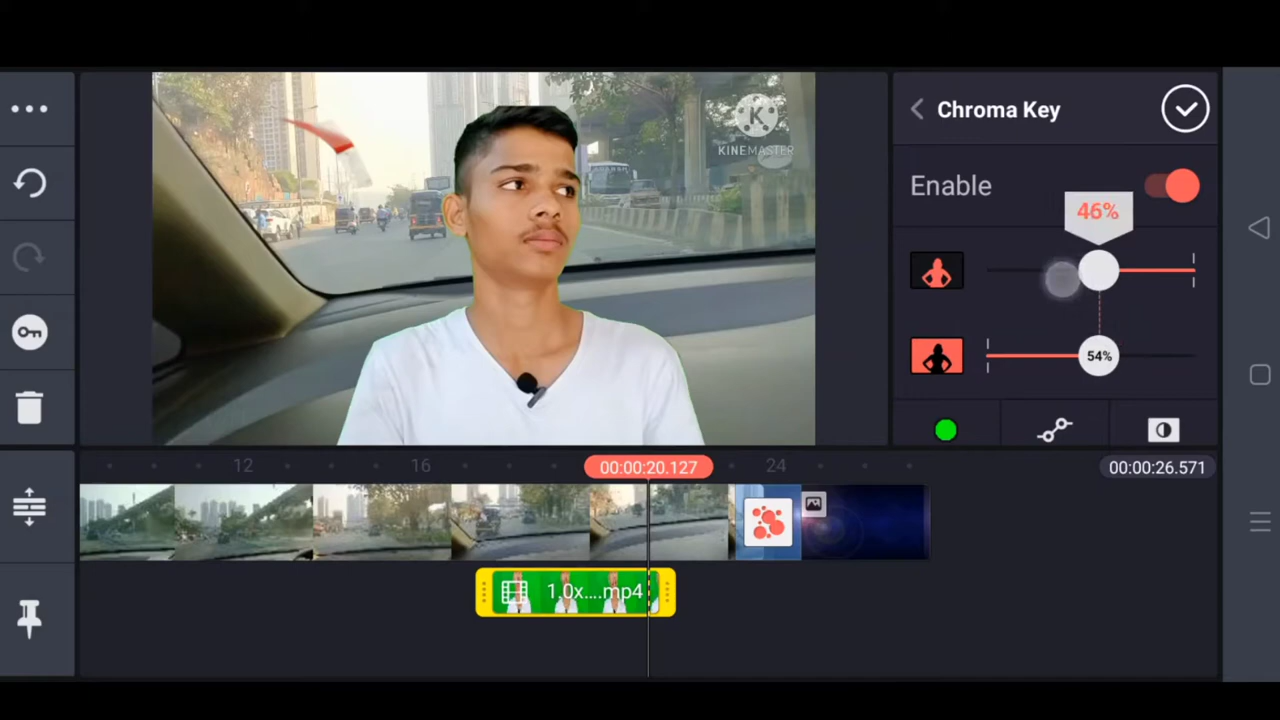 Chroma Key
K
KINEMASTER
Enable
46%
54%
12
16
00:00:20.127
24
00:00:26.571
1.0x....mp4